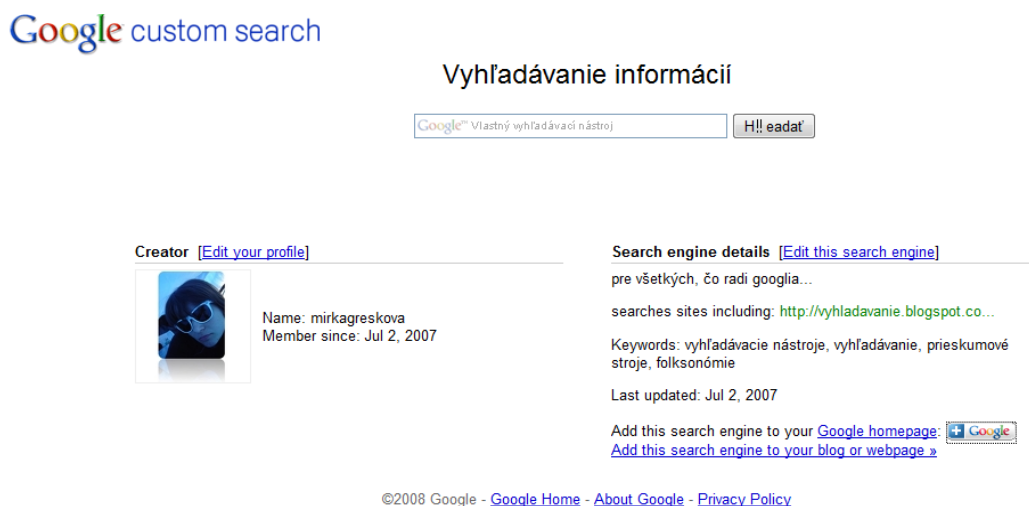 Google custom search
Vyhľadávanie informácií
Google™ Vlastný vyhľadávací nástroj
H!! eadať
Creator [Edit your profile]
Name: mirkagreskova
Member since: Jul 2, 2007
Search engine details [Edit this search engine]
pre všetkých, čo radi googlia...
searches sites including: http://vyhladavanie.blogspot.co...
Keywords: vyhľadávacie nástroje, vyhľadávanie, prieskumové
stroje, folksonómie
Last updated: Jul 2, 2007
Add this search engine to your Google homepage: + Google
Add this search engine to your blog or webpage »
©2008 Google - Google Home - About Google - Privacy Policy